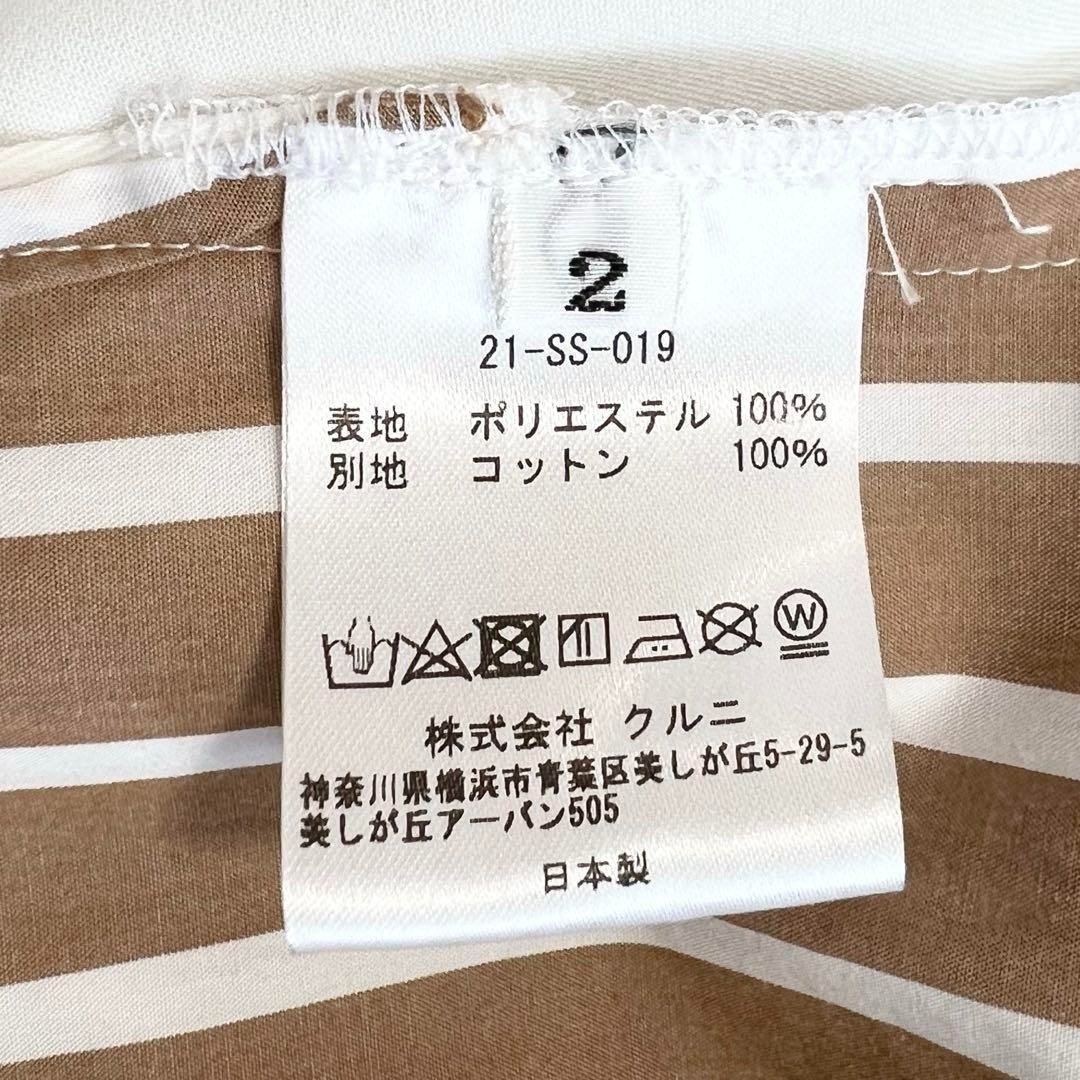 2
21-SS-019
表地 ポリエステル 100%
別地 コットン 100%
W
株式会社 クルニ
神奈川県横浜市青葉区美しが丘5-29-5
美しが丘アーバン505
日本製